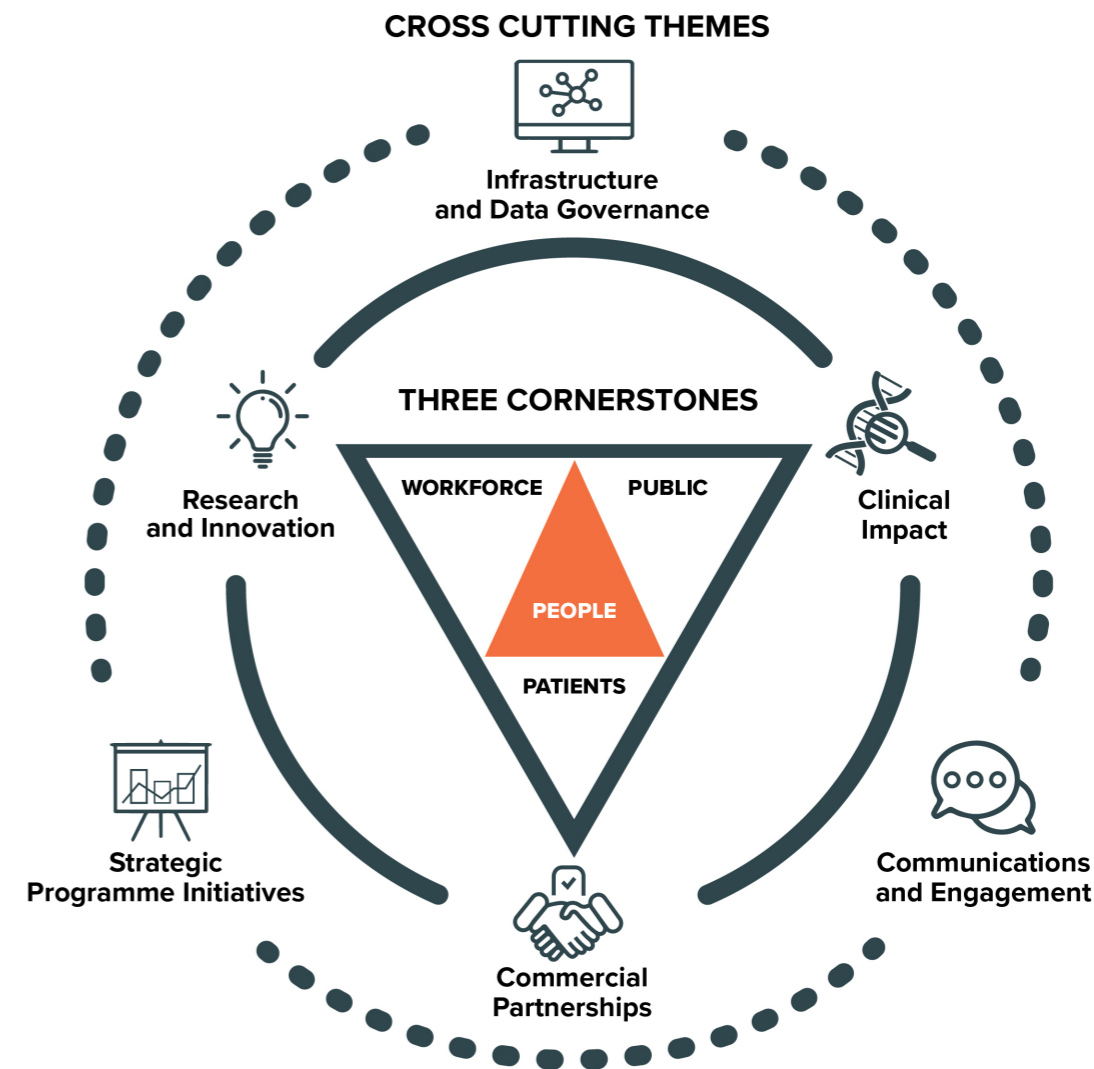 CROSS CUTTING THEMES
Infrastructure
and Data Governance
THREE CORNERSTONES
WORKFORCE
PUBLIC
Research
and Innovation
Clinical
Impact
PEOPLE
PATIENTS
Strategic
Programme Initiatives
Communications
and Engagement
Commercial
Partnerships